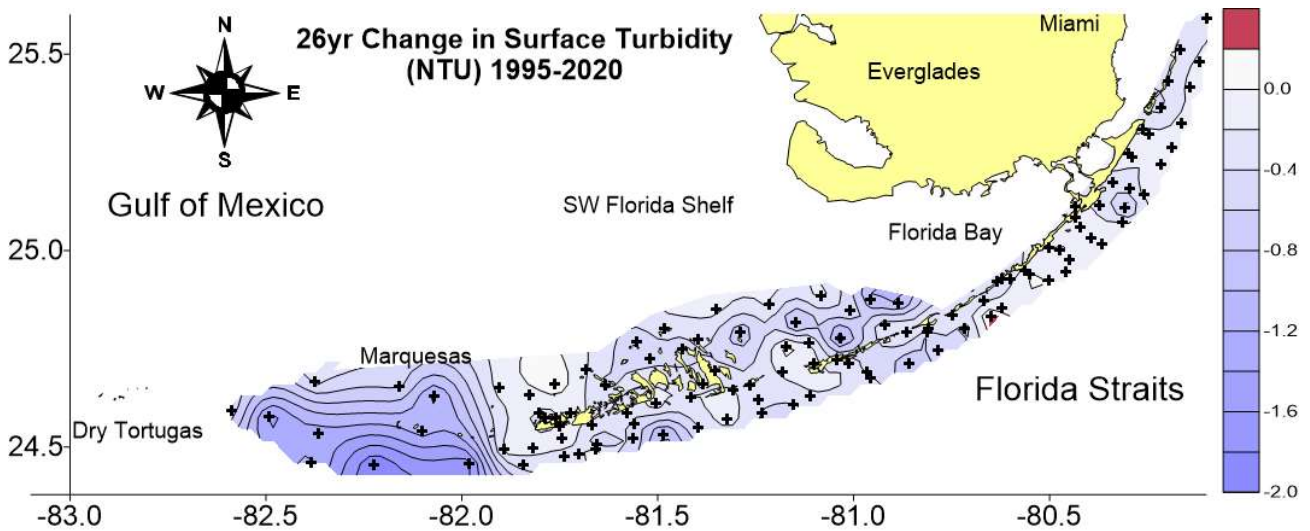 26yr Change in Surface Turbidity
(NTU) 1995-2020
N
W E
S
Miami
Everglades
Gulf of Mexico
SW Florida Shelf
Florida Bay
Marquesas
Dry Tortugas
Florida Straits
25.5
25.0
24.5
-83.0 -82.5 -82.0 -81.5 -81.0 -80.5
0.0
-0.4
-0.8
-1.2
-1.6
-2.0